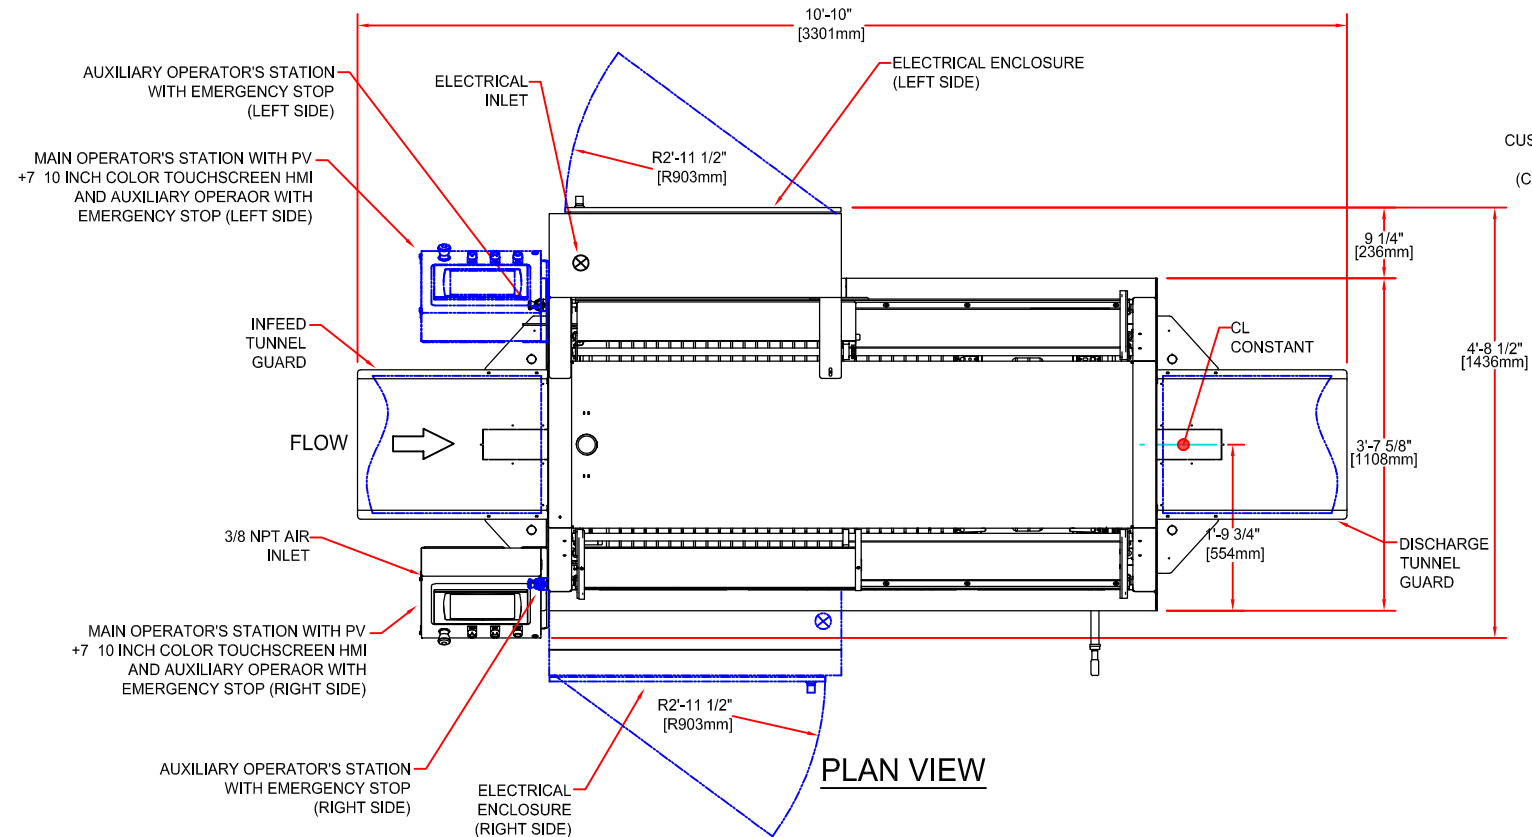 10'-10"
[3301mm]
AUXILIARY OPERATOR'S STATION
WITH EMERGENCY STOP
(LEFT SIDE)
ELECTRICAL
INLET
ELECTRICAL ENCLOSURE
(LEFT SIDE)
CUS
(C
MAIN OPERATOR'S STATION WITH PV
+7 10 INCH COLOR TOUCHSCREEN HMI
AND AUXILIARY OPERAOR WITH
EMERGENCY STOP (LEFT SIDE)
R2'-11 1/2"
[R903mm]
9 1/4"
[236mm]
INFEED
TUNNEL
GUARD
CL
CONSTANT
4'-8 1/2"
[1436mm]
FLOW
3'-7 5/8"
[1108mm]
3/8 NPT AIR
INLET
1'-9 3/4"
[554mm]
DISCHARGE
TUNNEL
GUARD
MAIN OPERATOR'S STATION WITH PV
+7 10 INCH COLOR TOUCHSCREEN HMI
AND AUXILIARY OPERAOR WITH
EMERGENCY STOP (RIGHT SIDE)
R2'-11 1/2"
[R903mm]
AUXILIARY OPERATOR'S STATION
WITH EMERGENCY STOP
(RIGHT SIDE)
ELECTRICAL
ENCLOSURE
(RIGHT SIDE)
PLAN VIEW